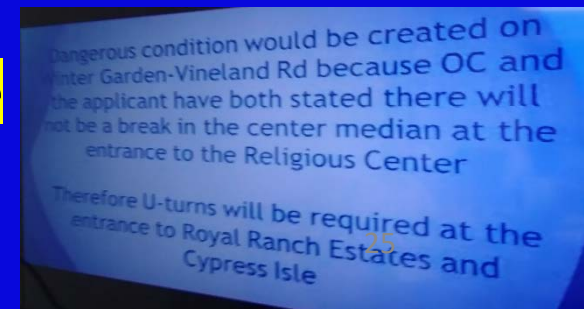 Dangerous condition would be created on
Winter Garden-Vineland Rd because OC and
the applicant have both stated there will
not be a break in the center median at the
entrance to the Religious Center
Therefore U-turns will be required at the
entrance to Royal Ranch Estates and
Cypress Isle
25